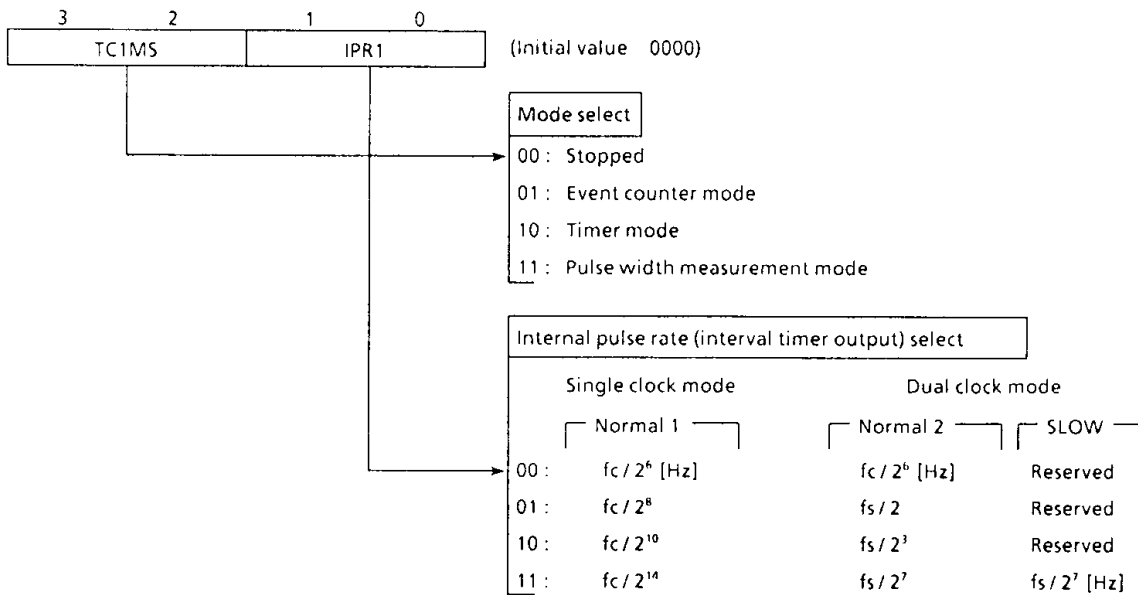 3 2 1 0
TC1MS IPR1 (Initial value 0000)
Mode select
00 : Stopped
01 : Event counter mode
10 : Timer mode
11 : Pulse width measurement mode
Internal pulse rate (interval timer output) select
Single clock mode Dual clock mode
Normal 1 Normal 2 SLOW
00 : fc / 2⁶ [Hz] fc / 2⁶ [Hz] Reserved
01 : fc / 2⁸ fs / 2 Reserved
10 : fc / 2¹⁰ fs / 2³ Reserved
11 : fc / 2¹⁴ fs / 2⁷ fs / 2⁷ [Hz]